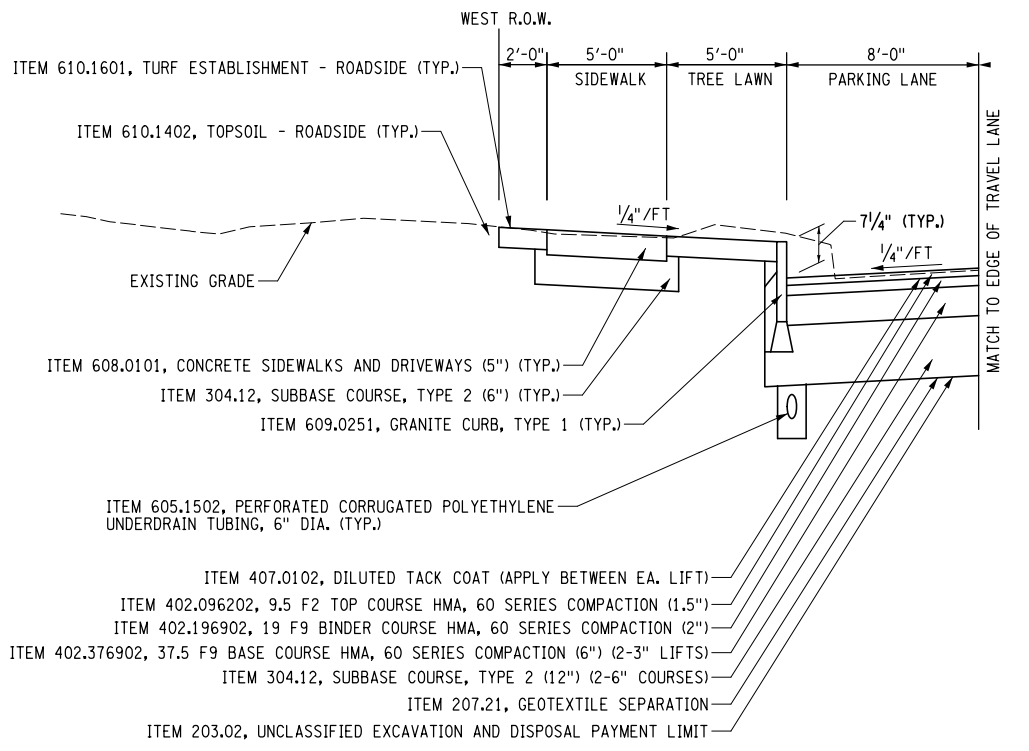 WEST R.O.W.
2'-0" 5'-0" 5'-0" 8'-0"
SIDEWALK TREE LAWN PARKING LANE
ITEM 610.1601, TURF ESTABLISHMENT - ROADSIDE (TYP.)
ITEM 610.1402, TOPSOIL - ROADSIDE (TYP.)
1/4"/FT
7 1/4" (TYP.)
1/4"/FT
EXISTING GRADE
MATCH TO EDGE OF TRAVEL LANE
ITEM 608.0101, CONCRETE SIDEWALKS AND DRIVEWAYS (5") (TYP.)
ITEM 304.12, SUBBASE COURSE, TYPE 2 (6") (TYP.)
ITEM 609.0251, GRANITE CURB, TYPE 1 (TYP.)
ITEM 605.1502, PERFORATED CORRUGATED POLYETHYLENE
UNDERDRAIN TUBING, 6" DIA. (TYP.)
ITEM 407.0102, DILUTED TACK COAT (APPLY BETWEEN EA. LIFT)
ITEM 402.096202, 9.5 F2 TOP COURSE HMA, 60 SERIES COMPACTION (1.5")
ITEM 402.196902, 19 F9 BINDER COURSE HMA, 60 SERIES COMPACTION (2")
ITEM 402.376902, 37.5 F9 BASE COURSE HMA, 60 SERIES COMPACTION (6") (2-3" LIFTS)
ITEM 304.12, SUBBASE COURSE, TYPE 2 (12") (2-6" COURSES)
ITEM 207.21, GEOTEXTILE SEPARATION
ITEM 203.02, UNCLASSIFIED EXCAVATION AND DISPOSAL PAYMENT LIMIT